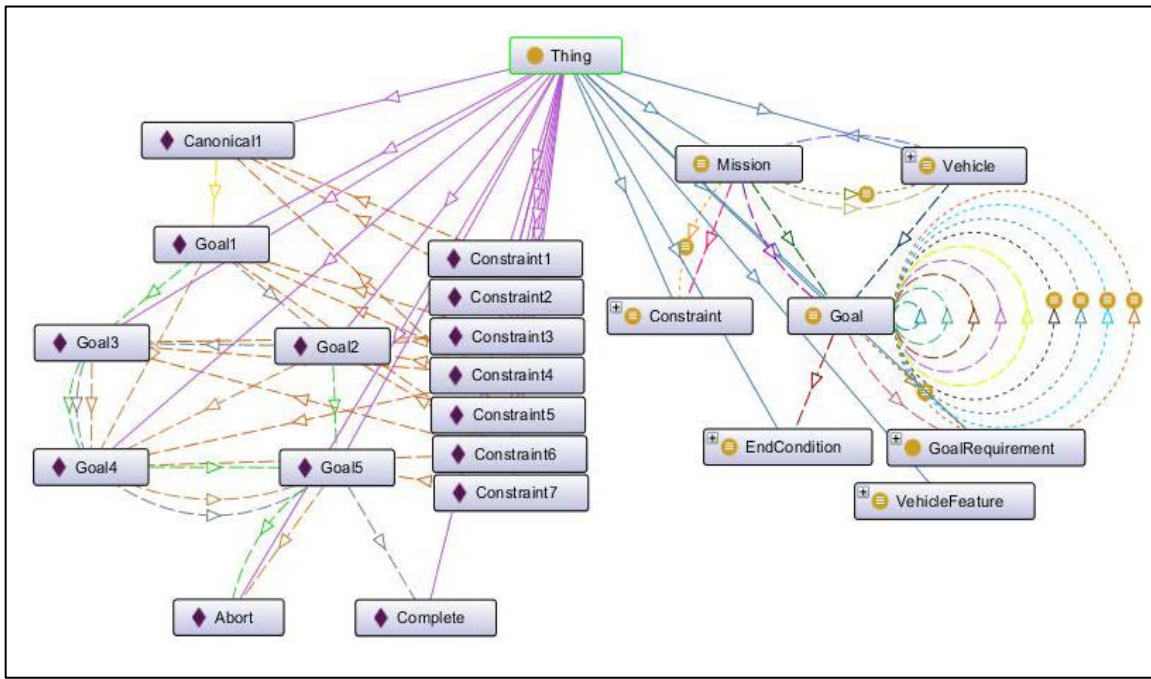 Thing
Canonical1
Mission
Vehicle
Goal1
Constraint1
Constraint2
Constraint
Goal
Goal3
Goal2
Constraint3
Constraint4
Constraint5
Constraint6
EndCondition
GoalRequirement
Goal4
Goal5
Constraint7
VehicleFeature
Abort
Complete